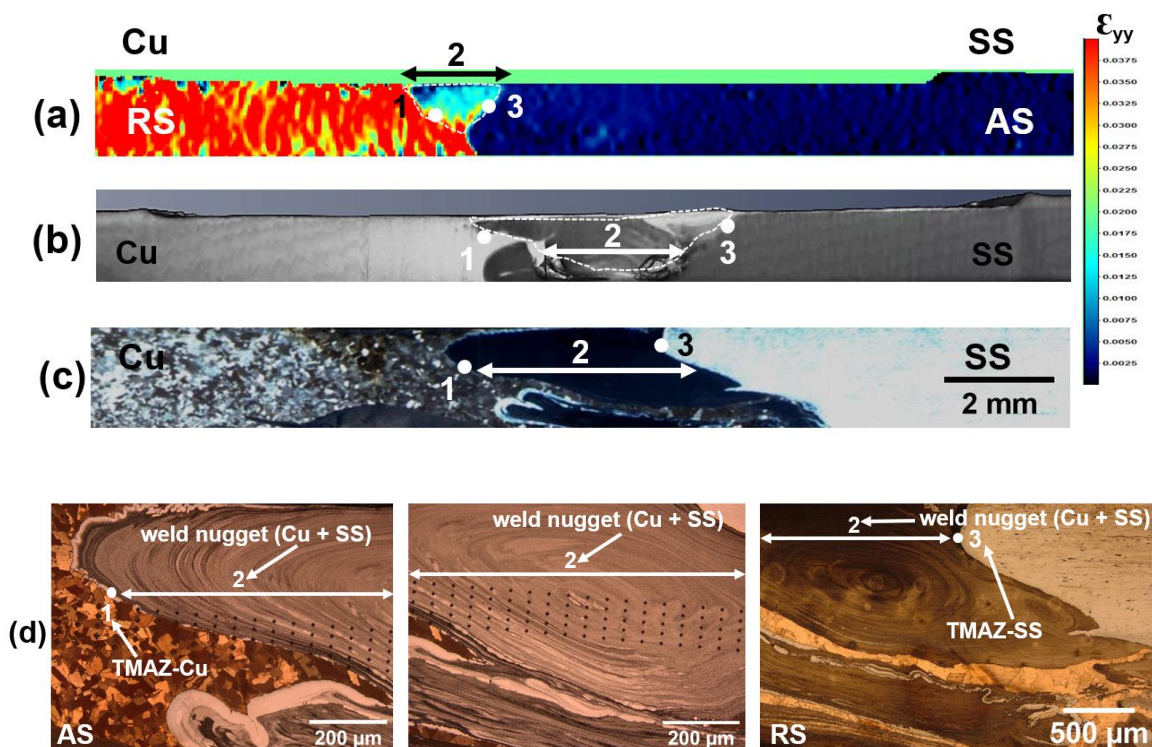 Cu
2
SS
εyy
(a)
RS
1
3
AS
0.0375
0.0350
0.0325
0.0300
0.0275
0.0250
0.0225
0.0200
0.0175
0.0150
0.0125
0.0100
0.0075
0.0050
0.0025
(b)
Cu
1
2
3
SS
(c)
Cu
1
2
3
SS
2 mm
(d)
weld nugget (Cu + SS)
2
1
TMAZ-Cu
AS
200 µm
weld nugget (Cu + SS)
2
200 µm
2
weld nugget (Cu + SS)
3
TMAZ-SS
RS
500 µm